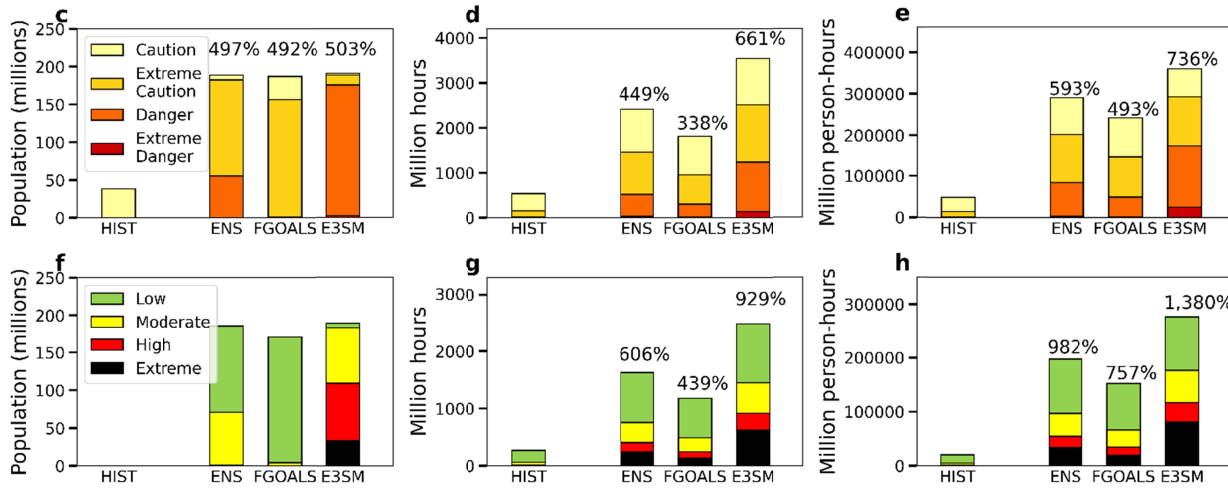 c
Population (millions)
250
200
150
100
50
0
Caution
Extreme
Caution
Danger
Extreme
Danger
497%
492%
503%
HIST
ENS
FGOALS
E3SM
d
Million hours
4000
3000
2000
1000
0
449%
338%
661%
HIST
ENS
FGOALS
E3SM
e
Million person-hours
400000
300000
200000
100000
0
593%
493%
736%
HIST
ENS
FGOALS
E3SM
f
Population (millions)
250
200
150
100
50
0
Low
Moderate
High
Extreme
HIST
ENS
FGOALS
E3SM
g
Million hours
3000
2000
1000
0
606%
439%
929%
HIST
ENS
FGOALS
E3SM
h
Million person-hours
300000
200000
100000
0
982%
757%
1,380%
HIST
ENS
FGOALS
E3SM